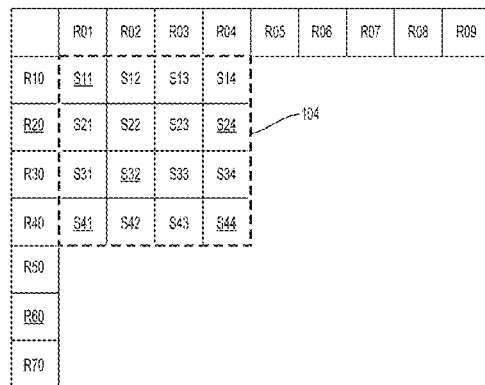 R01 R02 R03 R04 R05 R06 R07 R08 R09
R10 S11 S12 S13 S14
R20 S21 S22 S23 S24
104
R30 S31 S32 S33 S34
R40 S41 S42 S43 S44
R50
R60
R70